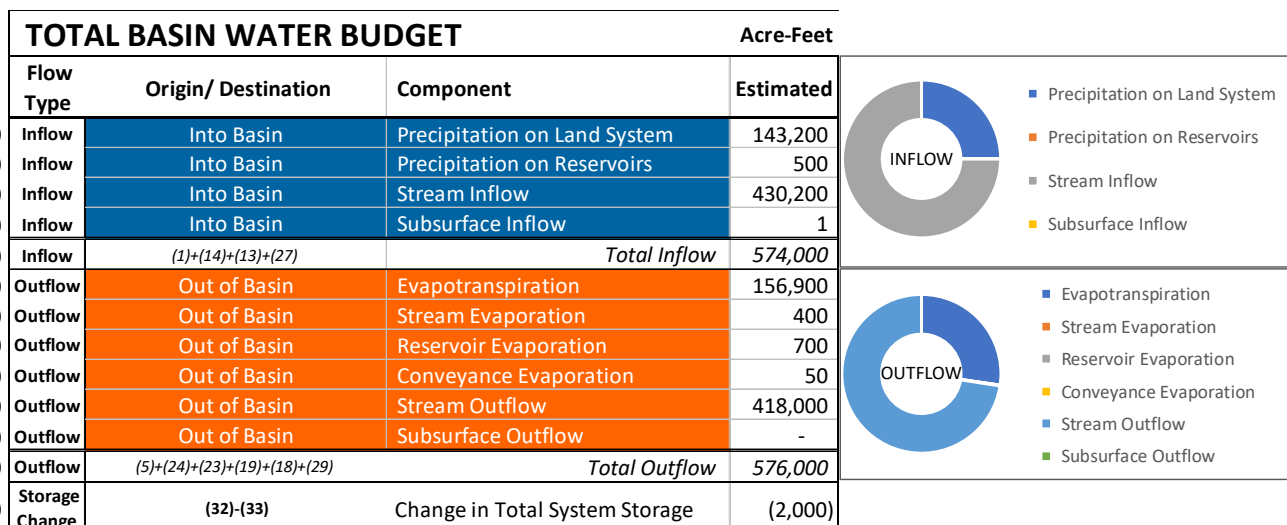 TOTAL BASIN WATER BUDGET Acre-Feet
Flow Type Origin/ Destination Component Estimated
) Inflow Into Basin Precipitation on Land System 143,200
) Inflow Into Basin Precipitation on Reservoirs 500
) Inflow Into Basin Stream Inflow 430,200
) Inflow Into Basin Subsurface Inflow 1
) Inflow (1)+(14)+(13)+(27) Total Inflow 574,000
) Outflow Out of Basin Evapotranspiration 156,900
) Outflow Out of Basin Stream Evaporation 400
) Outflow Out of Basin Reservoir Evaporation 700
) Outflow Out of Basin Conveyance Evaporation 50
) Outflow Out of Basin Stream Outflow 418,000
) Outflow Out of Basin Subsurface Outflow -
) Outflow (5)+(24)+(23)+(19)+(18)+(29) Total Outflow 576,000
) Storage Change (32)-(33) Change in Total System Storage (2,000)
INFLOW
Precipitation on Land System
Precipitation on Reservoirs
Stream Inflow
Subsurface Inflow
OUTFLOW
Evapotranspiration
Stream Evaporation
Reservoir Evaporation
Conveyance Evaporation
Stream Outflow
Subsurface Outflow